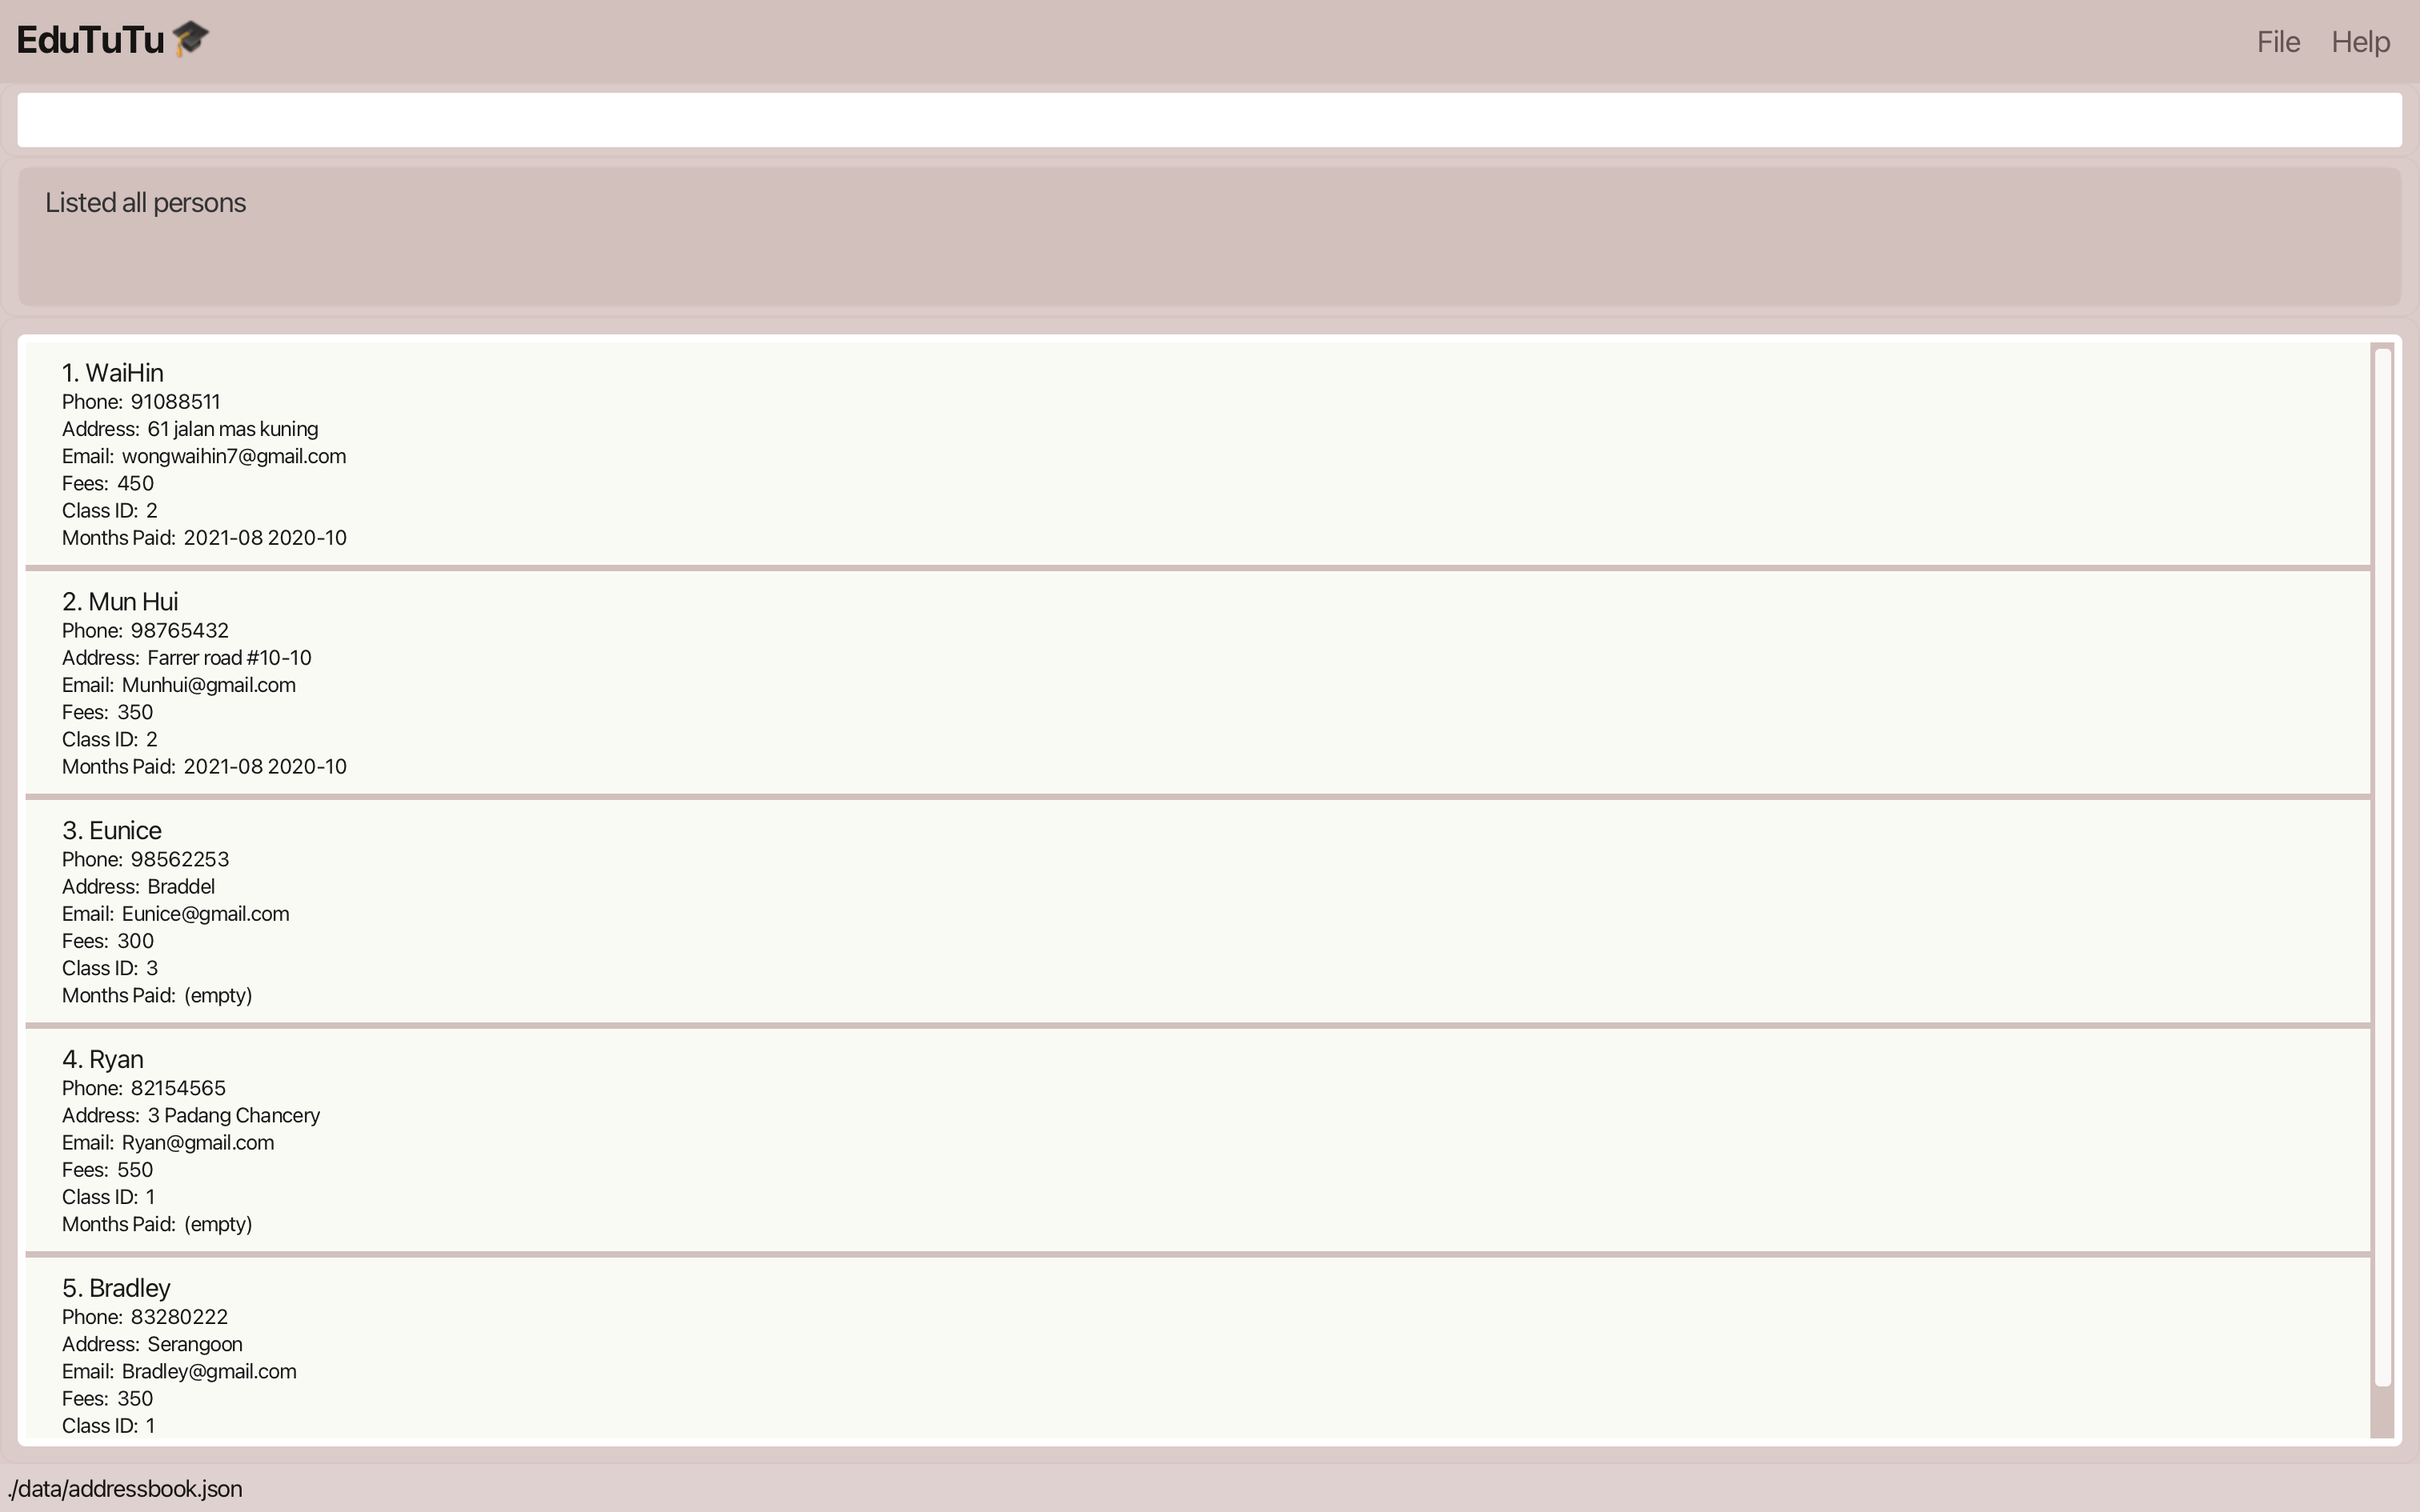 EduTuTu 🎓
File Help
Listed all persons
1. WaiHin
Phone: 91088511
Address: 61 jalan mas kuning
Email: wongwaihin7@gmail.com
Fees: 450
Class ID: 2
Months Paid: 2021-08 2020-10
2. Mun Hui
Phone: 98765432
Address: Farrer road #10-10
Email: Munhui@gmail.com
Fees: 350
Class ID: 2
Months Paid: 2021-08 2020-10
3. Eunice
Phone: 98562253
Address: Braddel
Email: Eunice@gmail.com
Fees: 300
Class ID: 3
Months Paid: (empty)
4. Ryan
Phone: 82154565
Address: 3 Padang Chancery
Email: Ryan@gmail.com
Fees: 550
Class ID: 1
Months Paid: (empty)
5. Bradley
Phone: 83280222
Address: Serangoon
Email: Bradley@gmail.com
Fees: 350
Class ID: 1
./data/addressbook.json